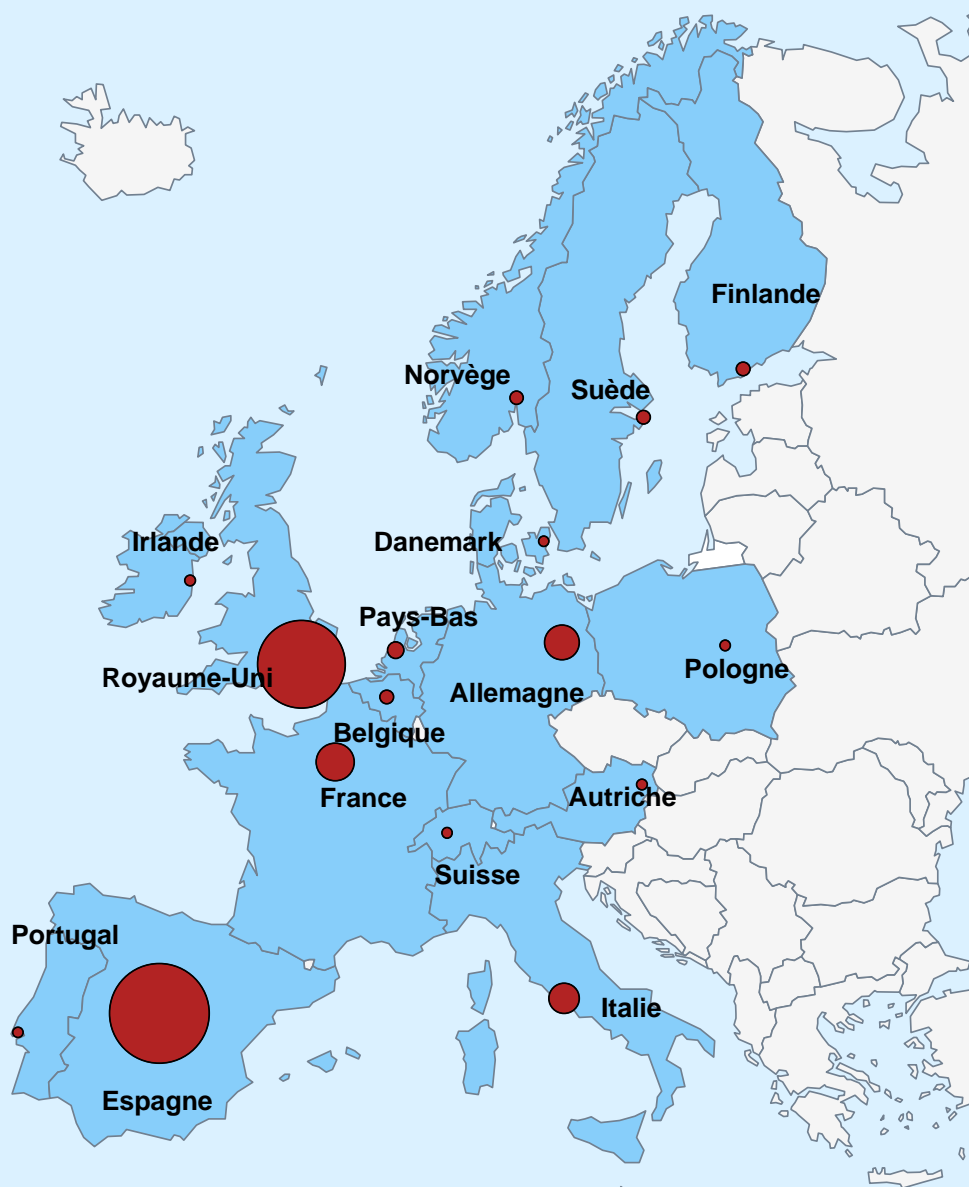 Finlande
Norvège
Suède
Irlande
Danemark
Pays-Bas
Royaume-Uni
Allemagne
Pologne
Belgique
France
Autriche
Suisse
Portugal
Italie
Espagne